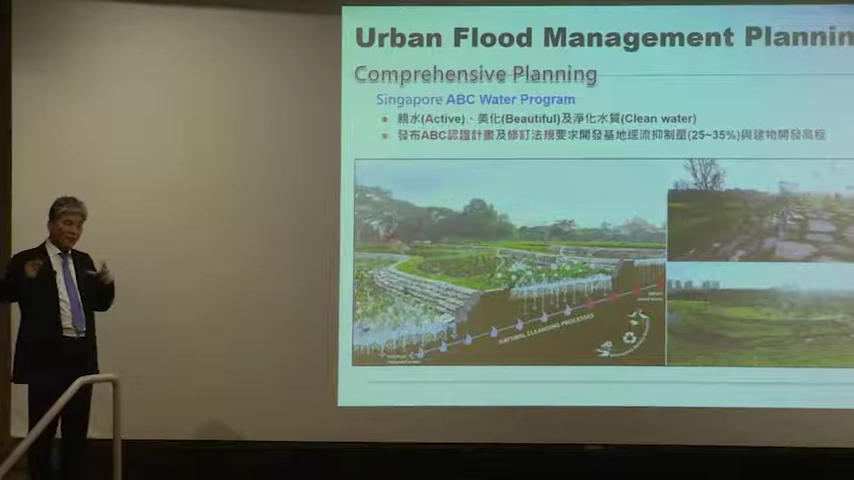 Urban Flood Management Plannin
Comprehensive Planning
Singapore ABC Water Program
親水(Active)、美化(Beautiful)及淨化水質(Clean water)
發布ABC認證計畫及修訂法規要求開發基地逕流抑制量(25~35%)與建物開發高程
NATURAL CLEANSING PROCESSES